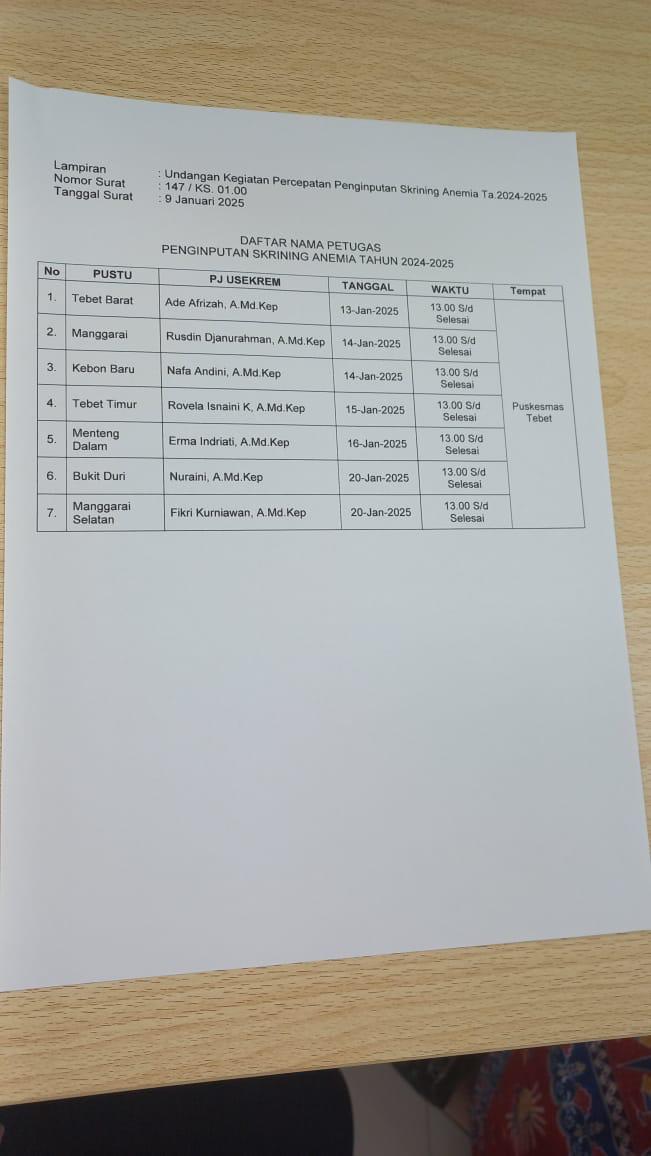 Lampiran : Undangan Kegiatan Percepatan Penginputan Skrining Anemia Ta.2024-2025
Nomor Surat : 147 / KS. 01.00
Tanggal Surat : 9 Januari 2025
DAFTAR NAMA PETUGAS
PENGINPUTAN SKRINING ANEMIA TAHUN 2024-2025
No PUSTU PJ USEKREM TANGGAL WAKTU Tempat
1. Tebet Barat Ade Afrizah, A.Md.Kep 13-Jan-2025 13.00 S/d Selesai
2. Manggarai Rusdin Djanurahman, A.Md.Kep 14-Jan-2025 13.00 S/d Selesai
3. Kebon Baru Nafa Andini, A.Md.Kep 14-Jan-2025 13.00 S/d Selesai
4. Tebet Timur Rovela Isnaini K, A.Md.Kep 15-Jan-2025 13.00 S/d Selesai Puskesmas Tebet
5. Menteng Dalam Erma Indriati, A.Md.Kep 16-Jan-2025 13.00 S/d Selesai
6. Bukit Duri Nuraini, A.Md.Kep 20-Jan-2025 13.00 S/d Selesai
7. Manggarai Selatan Fikri Kurniawan, A.Md.Kep 20-Jan-2025 13.00 S/d Selesai